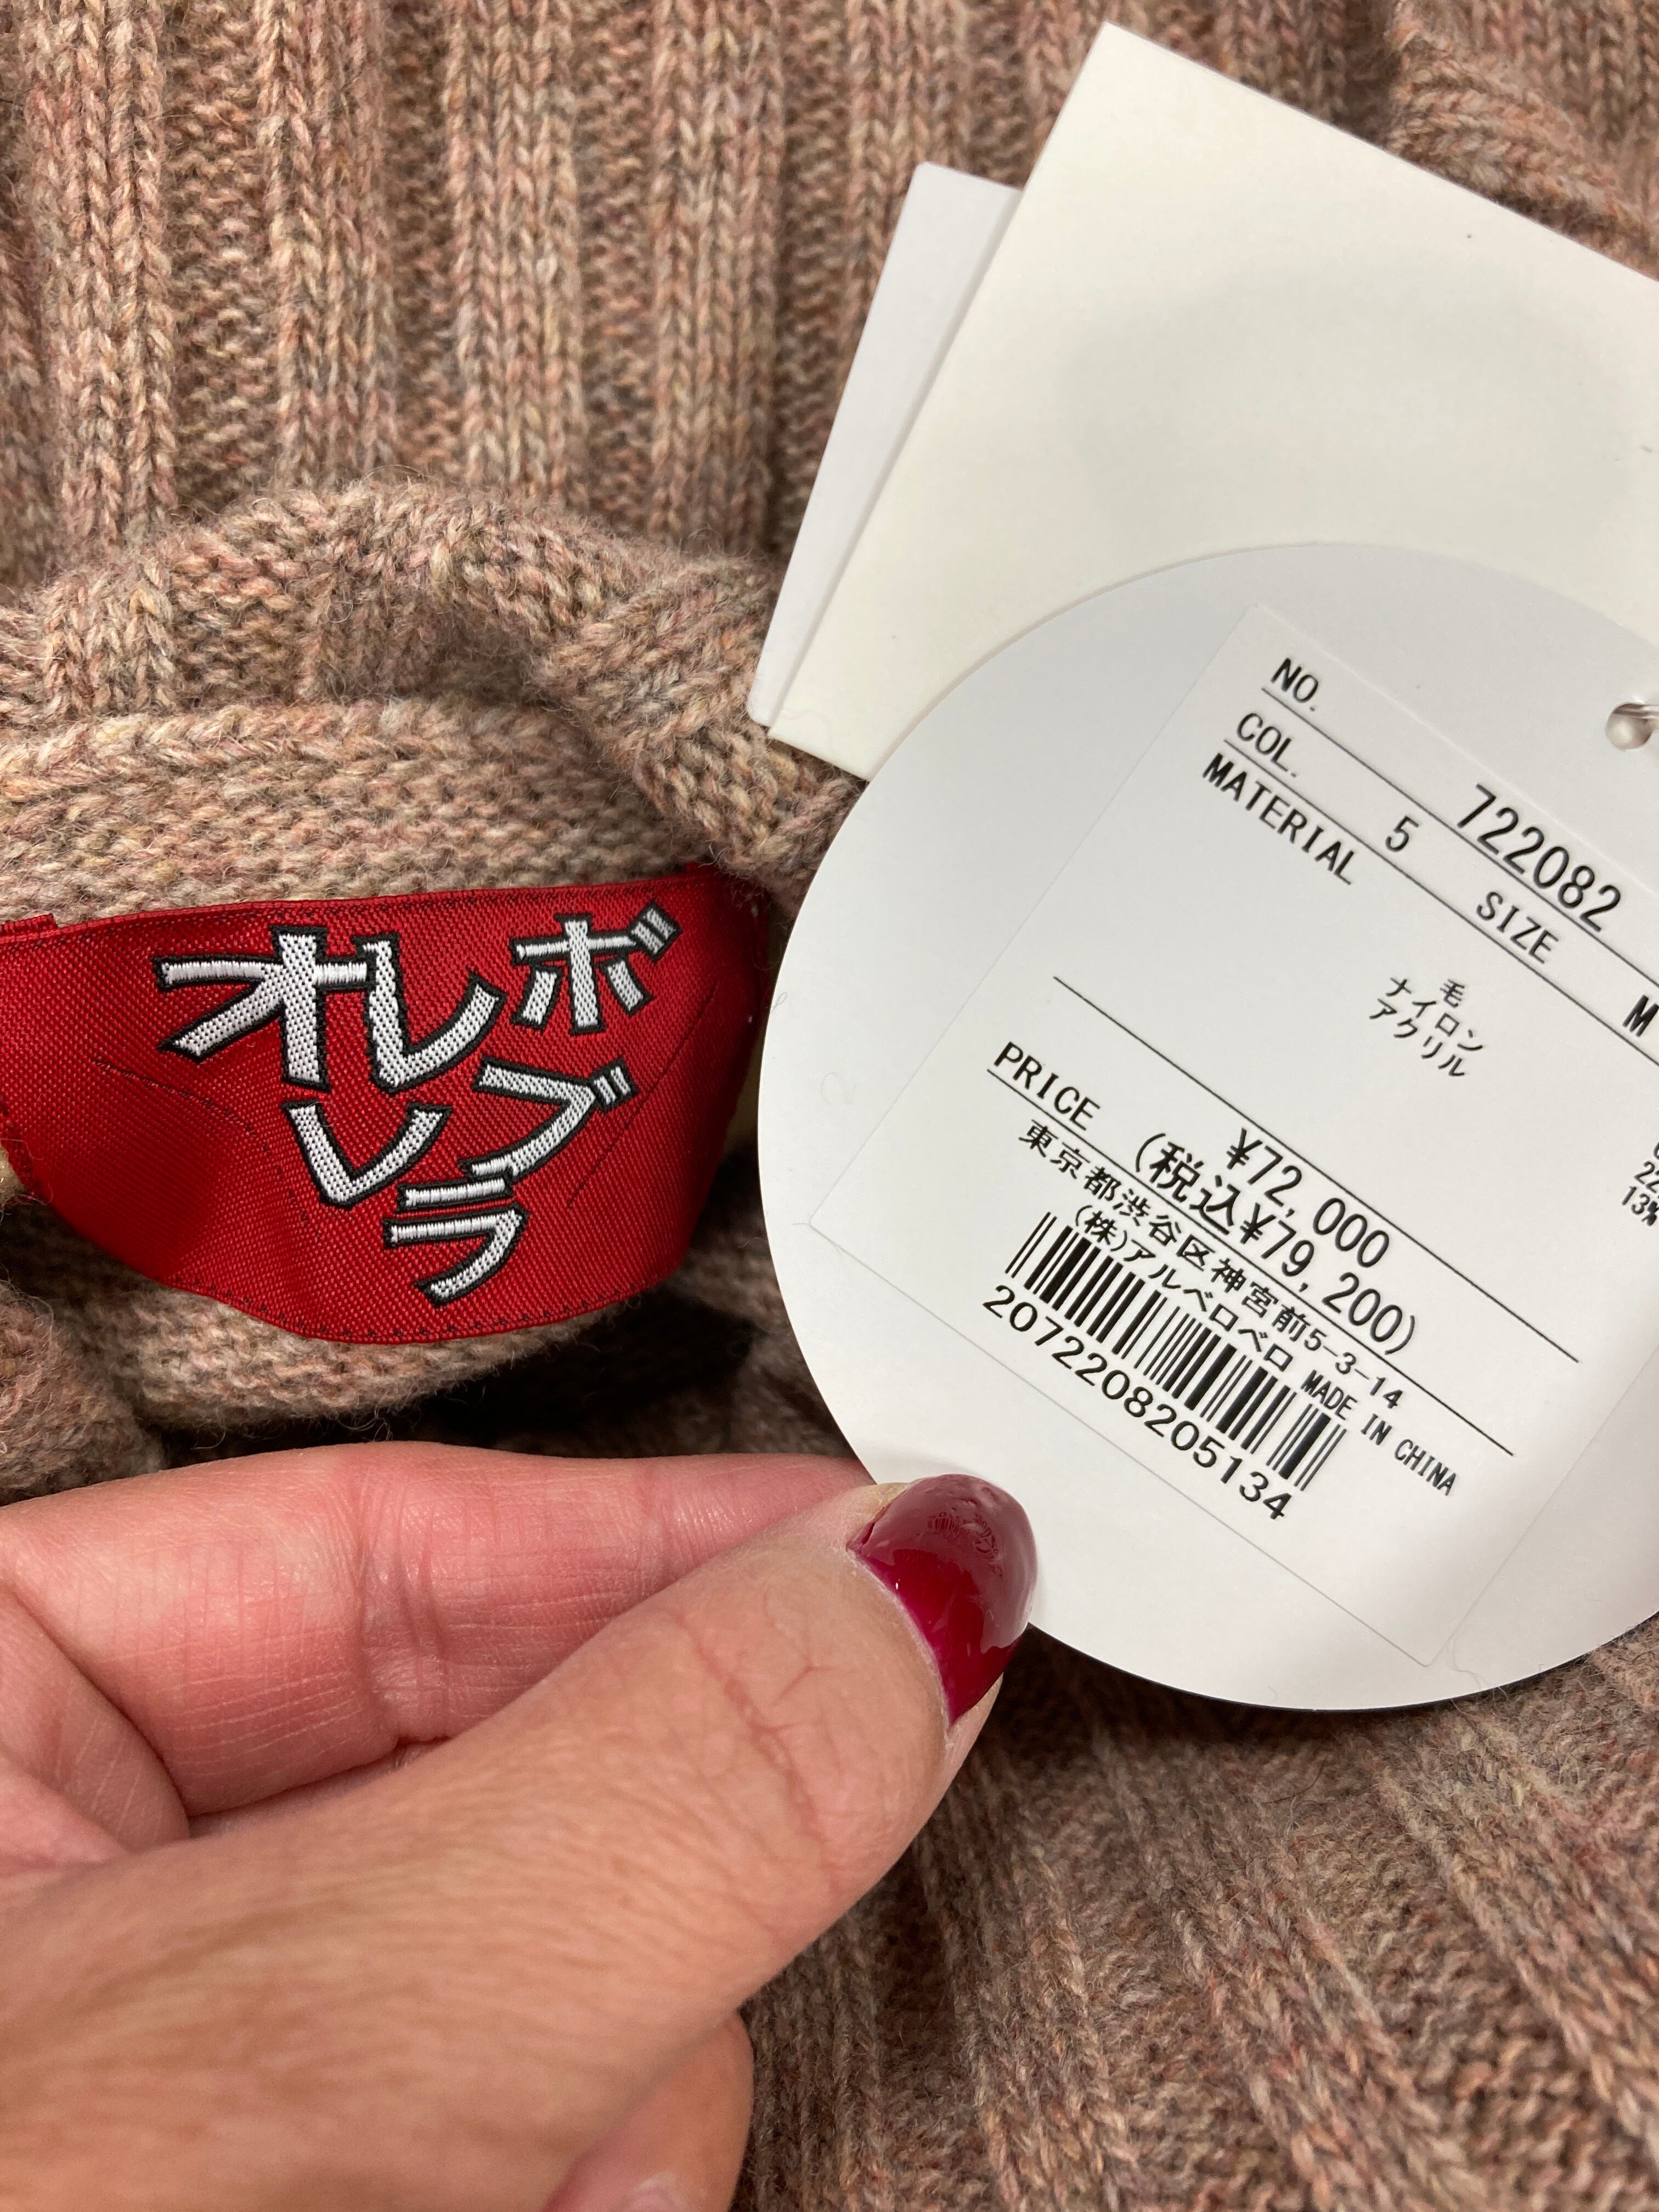 オレ
レ
ボ
ブ
ラ
NO. 722082
COL. 5 SIZE M
MATERIAL
毛
ナイロン 22
アクリル 13%
PRICE ¥72,000
(税込¥79,200)
東京都渋谷区神宮前5-3-14
(株)アルベロベロ MADE IN CHINA
2072208205134